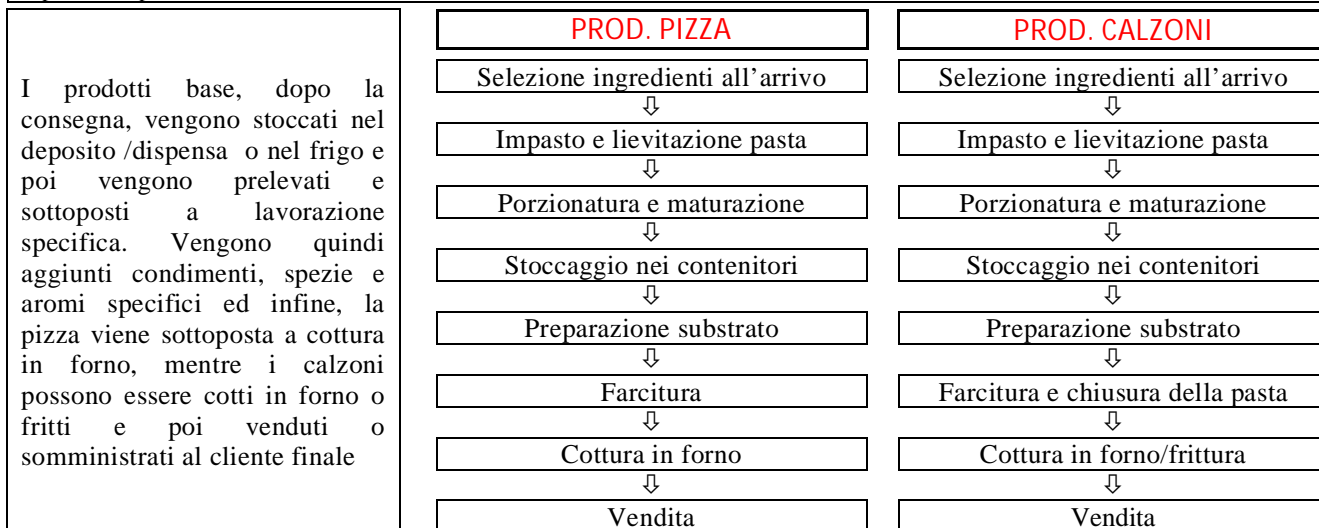 I prodotti base, dopo la
consegna, vengono stoccati nel
deposito /dispensa o nel frigo e
poi vengono prelevati e
sottoposti a lavorazione
specifica. Vengono quindi
aggiunti condimenti, spezie e
aromi specifici ed infine, la
pizza viene sottoposta a cottura
in forno, mentre i calzoni
possono essere cotti in forno o
fritti e poi venduti o
somministrati al cliente finale
PROD. PIZZA
Selezione ingredienti all'arrivo
⇩
Impasto e lievitazione pasta
⇩
Porzionatura e maturazione
⇩
Stoccaggio nei contenitori
⇩
Preparazione substrato
⇩
Farcitura
⇩
Cottura in forno
⇩
Vendita
PROD. CALZONI
Selezione ingredienti all'arrivo
⇩
Impasto e lievitazione pasta
⇩
Porzionatura e maturazione
⇩
Stoccaggio nei contenitori
⇩
Preparazione substrato
⇩
Farcitura e chiusura della pasta
⇩
Cottura in forno/frittura
⇩
Vendita